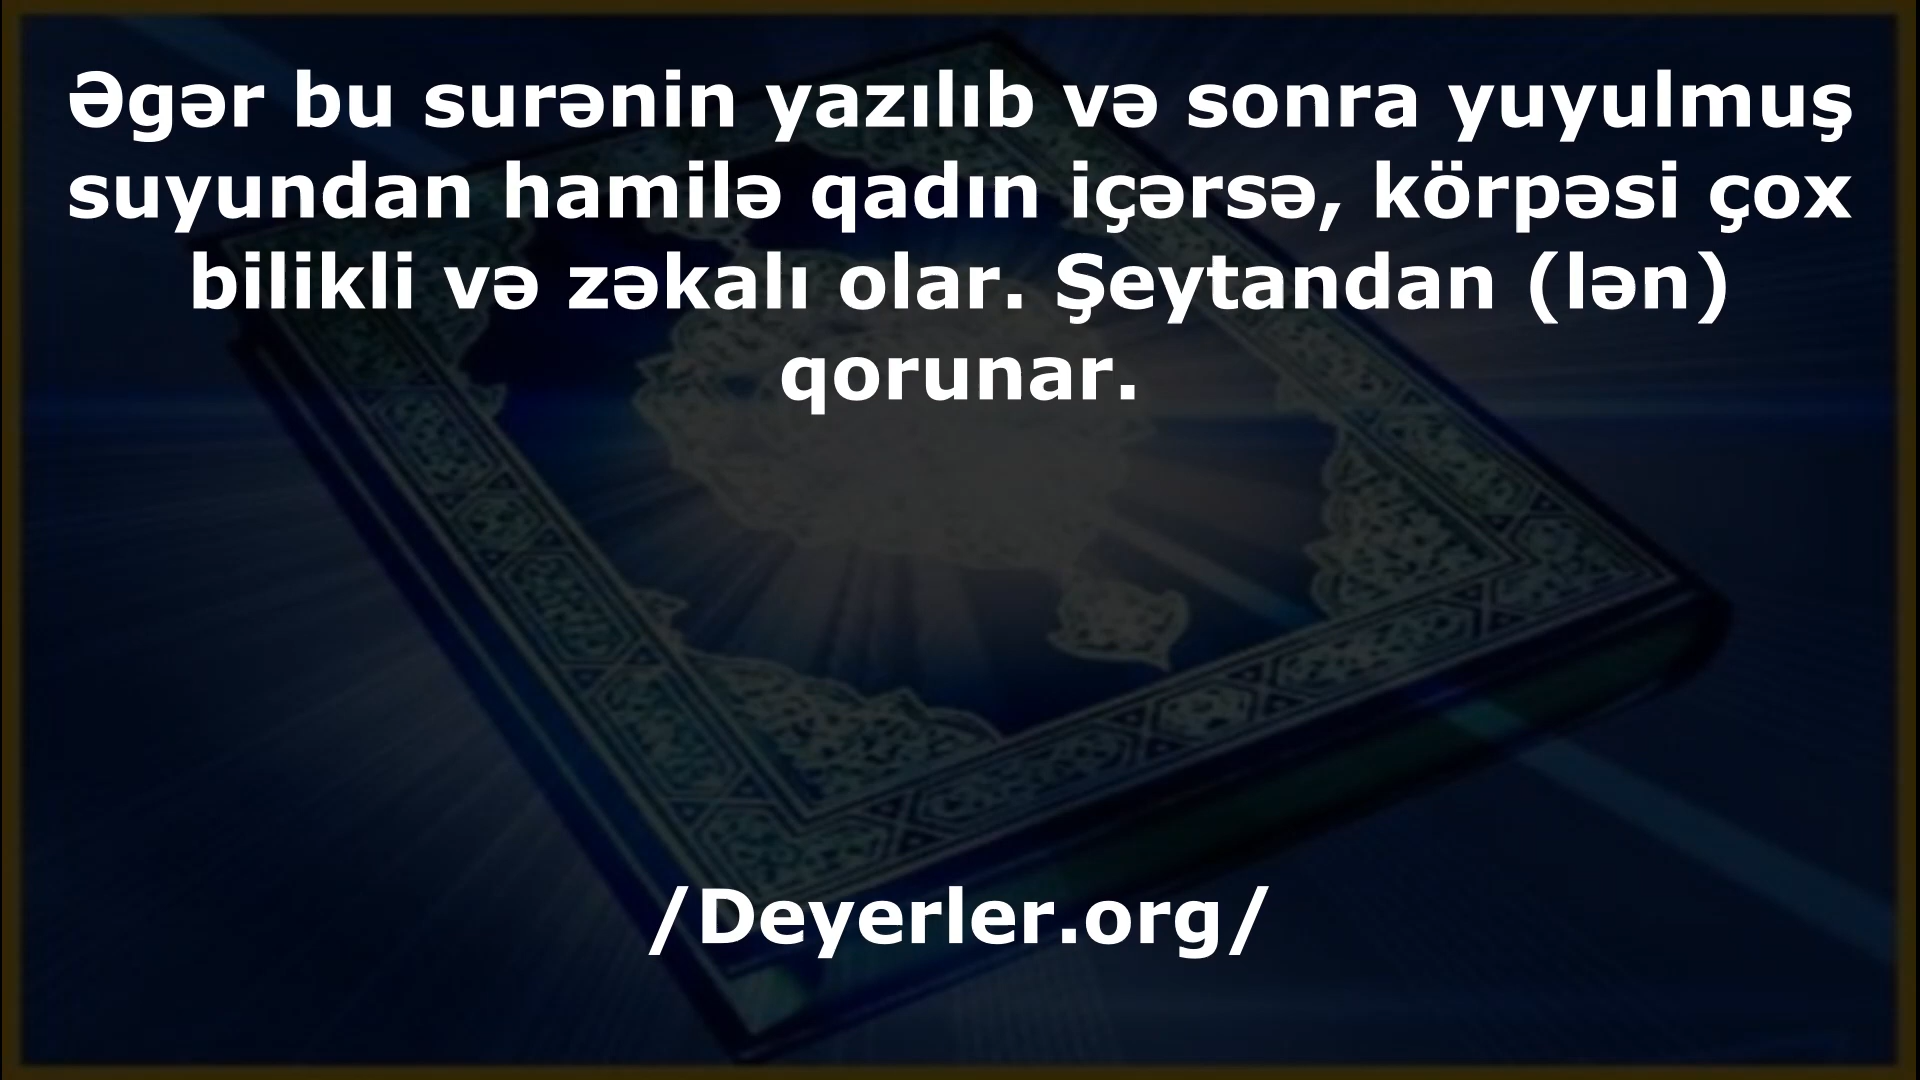 Əgər bu surənin yazılıb və sonra yuyulmuş
suyundan hamilə qadın içərsə, körpəsi çox
bilikli və zəkalı olar. Şeytandan (lən)
qorunar.
/Deyerler.org/